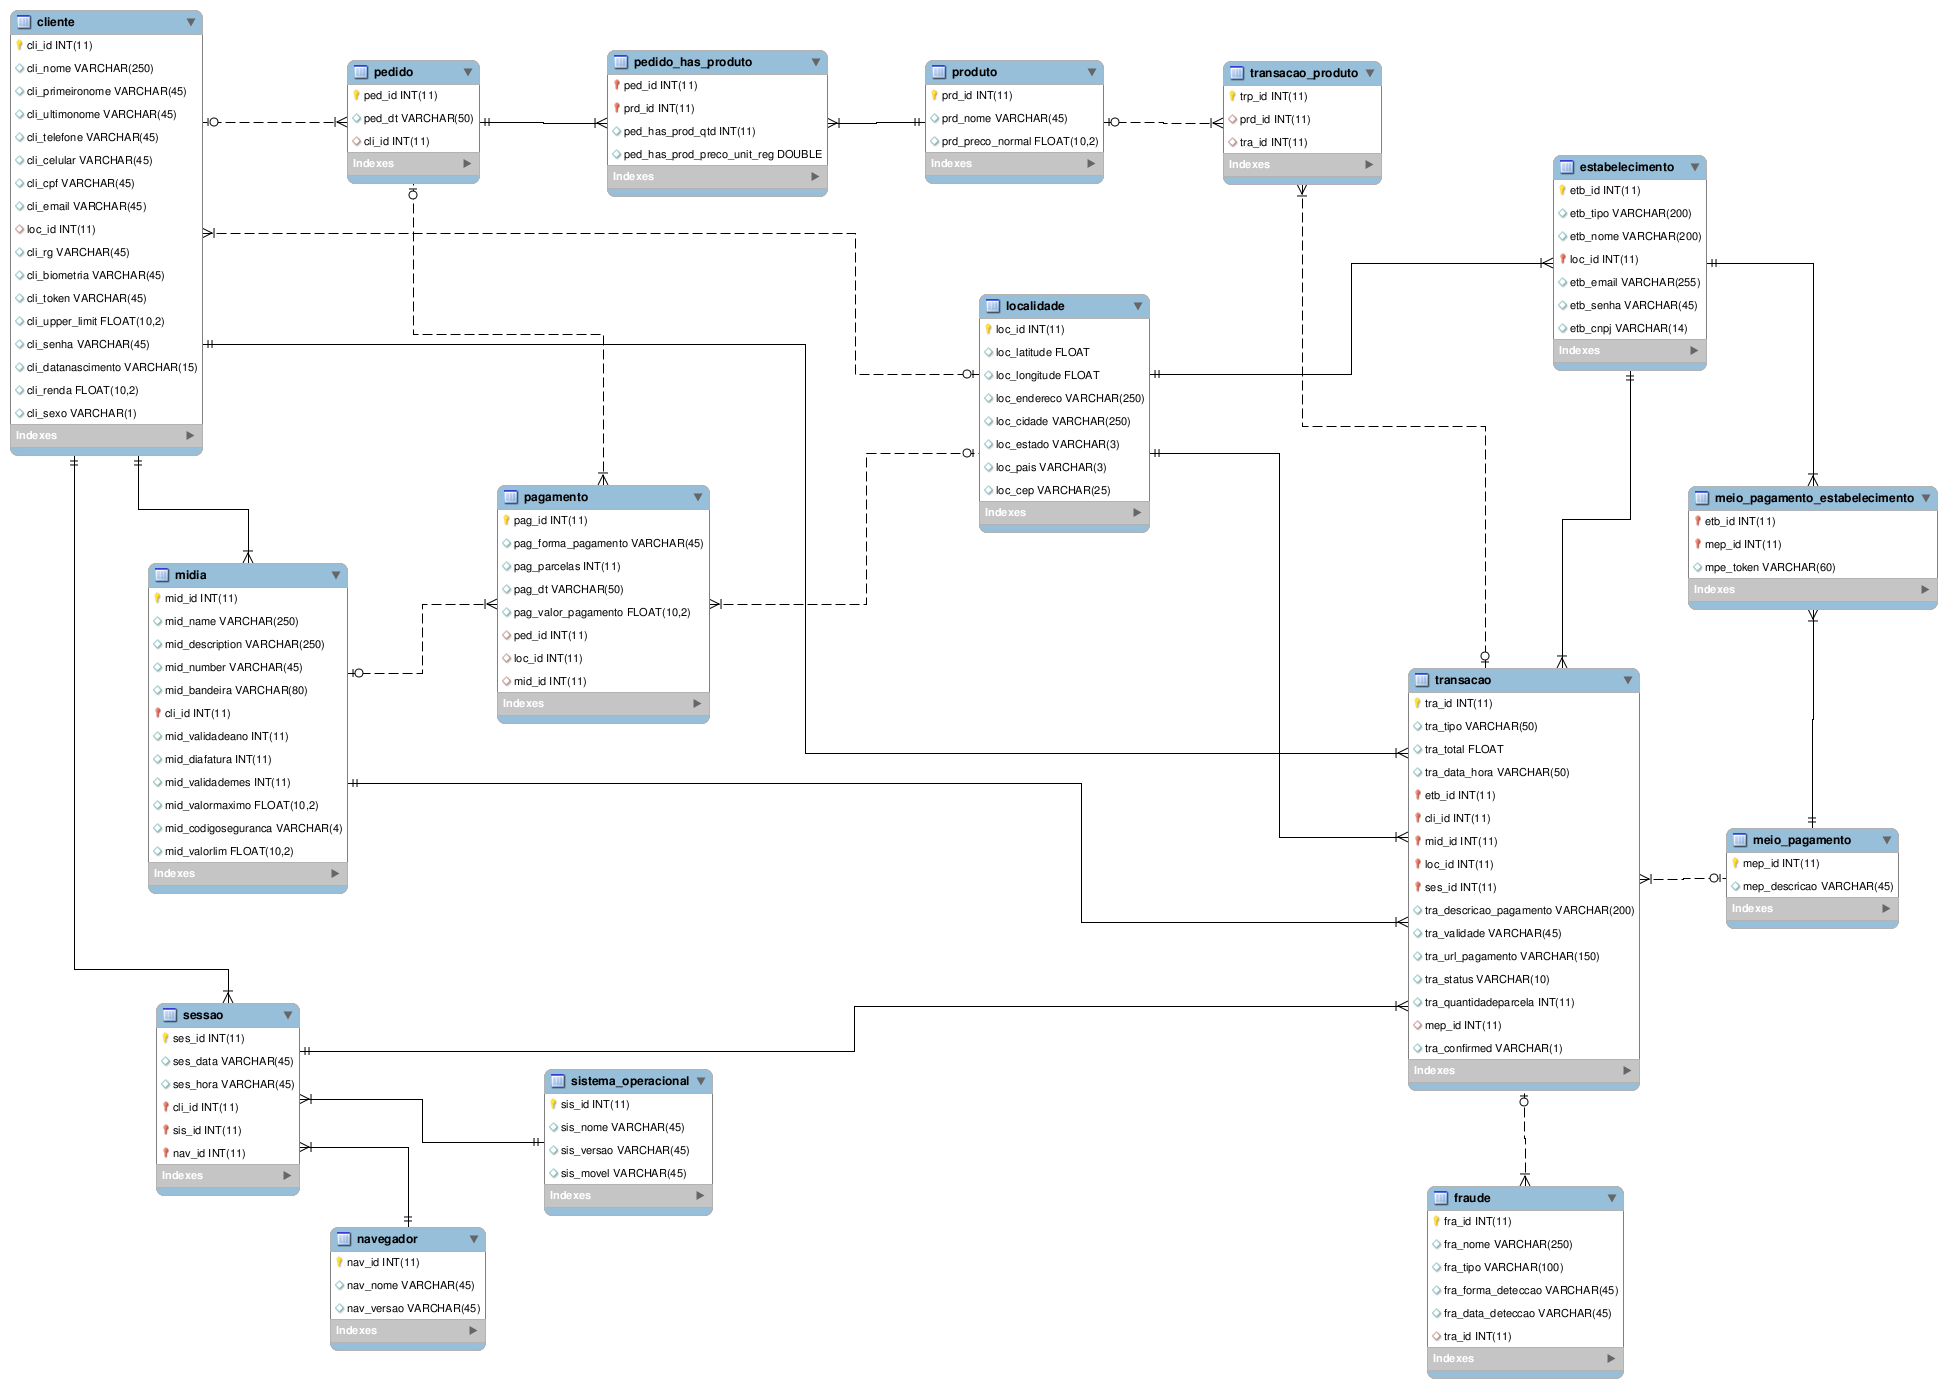 cliente
cli_id INT(11)
cli_nome VARCHAR(250)
cli_primeironome VARCHAR(45)
cli_ultimonome VARCHAR(45)
cli_telefone VARCHAR(45)
cli_celular VARCHAR(45)
cli_cpf VARCHAR(45)
cli_email VARCHAR(45)
loc_id INT(11)
cli_rg VARCHAR(45)
cli_biometria VARCHAR(45)
cli_token VARCHAR(45)
cli_upper_limit FLOAT(10,2)
cli_senha VARCHAR(45)
cli_datanascimento VARCHAR(15)
cli_renda FLOAT(10,2)
cli_sexo VARCHAR(1)
Indexes
pedido
ped_id INT(11)
ped_dt VARCHAR(50)
cli_id INT(11)
Indexes
pedido_has_produto
ped_id INT(11)
prd_id INT(11)
ped_has_prod_qtd INT(11)
ped_has_prod_preco_unit_reg DOUBLE
Indexes
produto
prd_id INT(11)
prd_nome VARCHAR(45)
prd_preco_normal FLOAT(10,2)
Indexes
transacao_produto
trp_id INT(11)
prd_id INT(11)
tra_id INT(11)
Indexes
estabelecimento
etb_id INT(11)
etb_tipo VARCHAR(200)
etb_nome VARCHAR(200)
loc_id INT(11)
etb_email VARCHAR(255)
etb_senha VARCHAR(45)
etb_cnpj VARCHAR(14)
Indexes
localidade
loc_id INT(11)
loc_latitude FLOAT
loc_longitude FLOAT
loc_endereco VARCHAR(250)
loc_cidade VARCHAR(250)
loc_estado VARCHAR(3)
loc_pais VARCHAR(3)
loc_cep VARCHAR(25)
Indexes
pagamento
pag_id INT(11)
pag_forma_pagamento VARCHAR(45)
pag_parcelas INT(11)
pag_dt VARCHAR(50)
pag_valor_pagamento FLOAT(10,2)
ped_id INT(11)
loc_id INT(11)
mid_id INT(11)
Indexes
meio_pagamento_estabelecimento
etb_id INT(11)
mep_id INT(11)
mpe_token VARCHAR(60)
Indexes
midia
mid_id INT(11)
mid_name VARCHAR(250)
mid_description VARCHAR(250)
mid_number VARCHAR(45)
mid_bandeira VARCHAR(80)
cli_id INT(11)
mid_validadeano INT(11)
mid_diafatura INT(11)
mid_validademes INT(11)
mid_valormaximo FLOAT(10,2)
mid_codigoseguranca VARCHAR(4)
mid_valorlim FLOAT(10,2)
Indexes
transacao
tra_id INT(11)
tra_tipo VARCHAR(50)
tra_total FLOAT
tra_data_hora VARCHAR(50)
etb_id INT(11)
cli_id INT(11)
mid_id INT(11)
loc_id INT(11)
ses_id INT(11)
tra_descricao_pagamento VARCHAR(200)
tra_validade VARCHAR(45)
tra_url_pagamento VARCHAR(150)
tra_status VARCHAR(10)
tra_quantidadeparcela INT(11)
mep_id INT(11)
tra_confirmed VARCHAR(1)
Indexes
meio_pagamento
mep_id INT(11)
mep_descricao VARCHAR(45)
Indexes
sessao
ses_id INT(11)
ses_data VARCHAR(45)
ses_hora VARCHAR(45)
cli_id INT(11)
sis_id INT(11)
nav_id INT(11)
Indexes
sistema_operacional
sis_id INT(11)
sis_nome VARCHAR(45)
sis_versao VARCHAR(45)
sis_movel VARCHAR(45)
Indexes
navegador
nav_id INT(11)
nav_nome VARCHAR(45)
nav_versao VARCHAR(45)
Indexes
fraude
fra_id INT(11)
fra_nome VARCHAR(250)
fra_tipo VARCHAR(100)
fra_forma_deteccao VARCHAR(45)
fra_data_deteccao VARCHAR(45)
tra_id INT(11)
Indexes